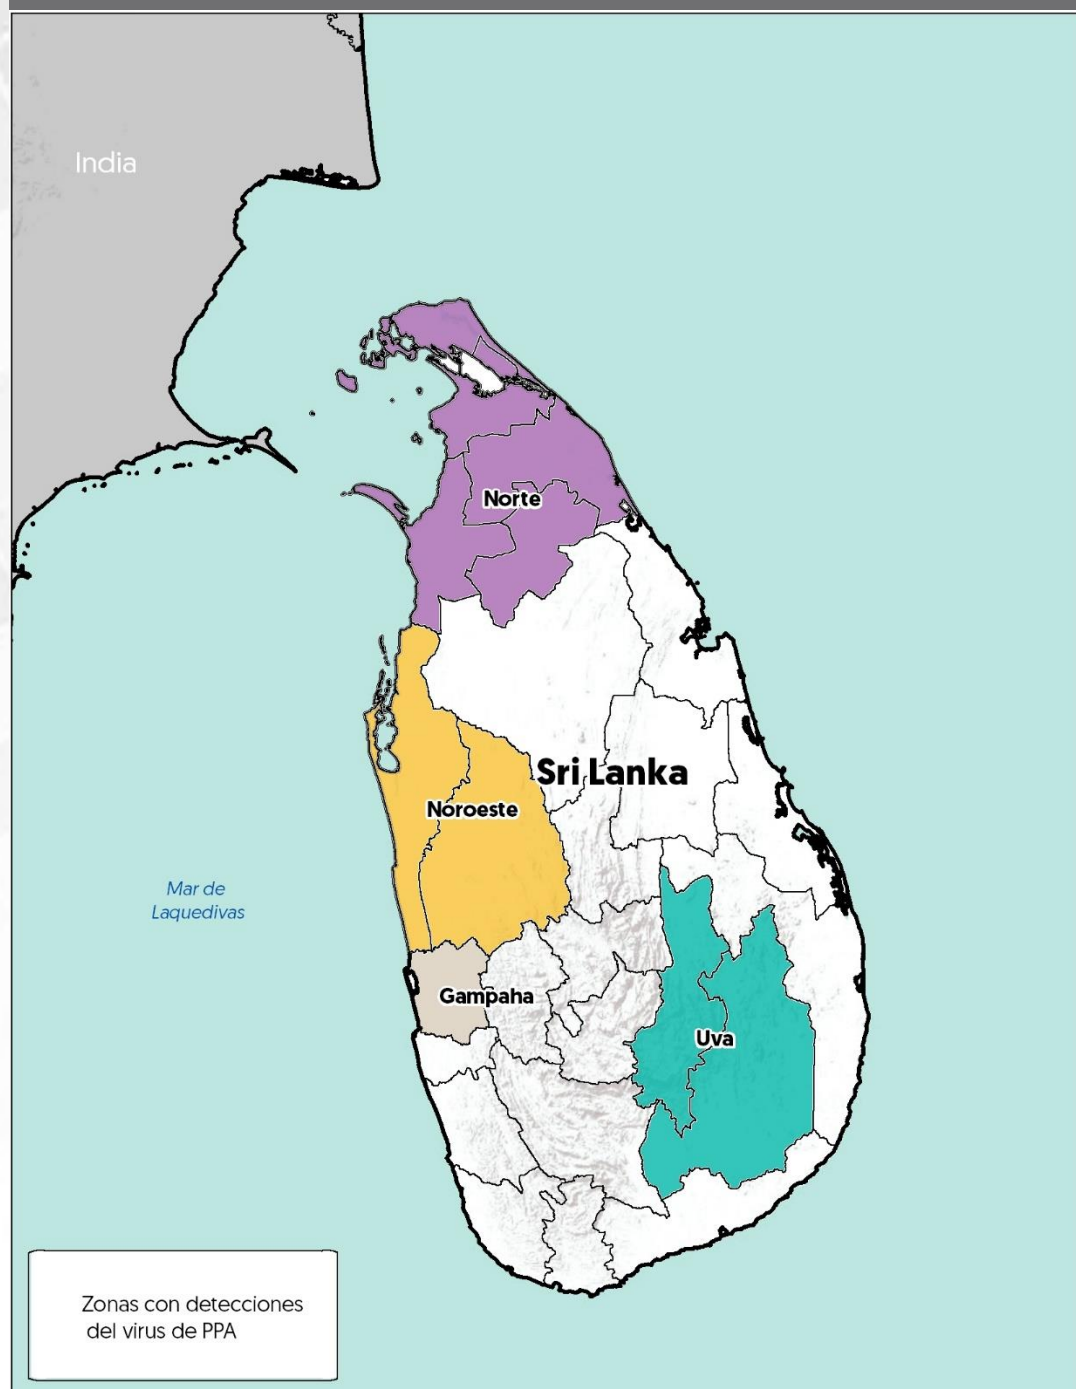 India
Norte
Sri Lanka
Noroeste
Mar de
Laquedivas
Gampaha
Uva
Zonas con detecciones
del virus de PPA